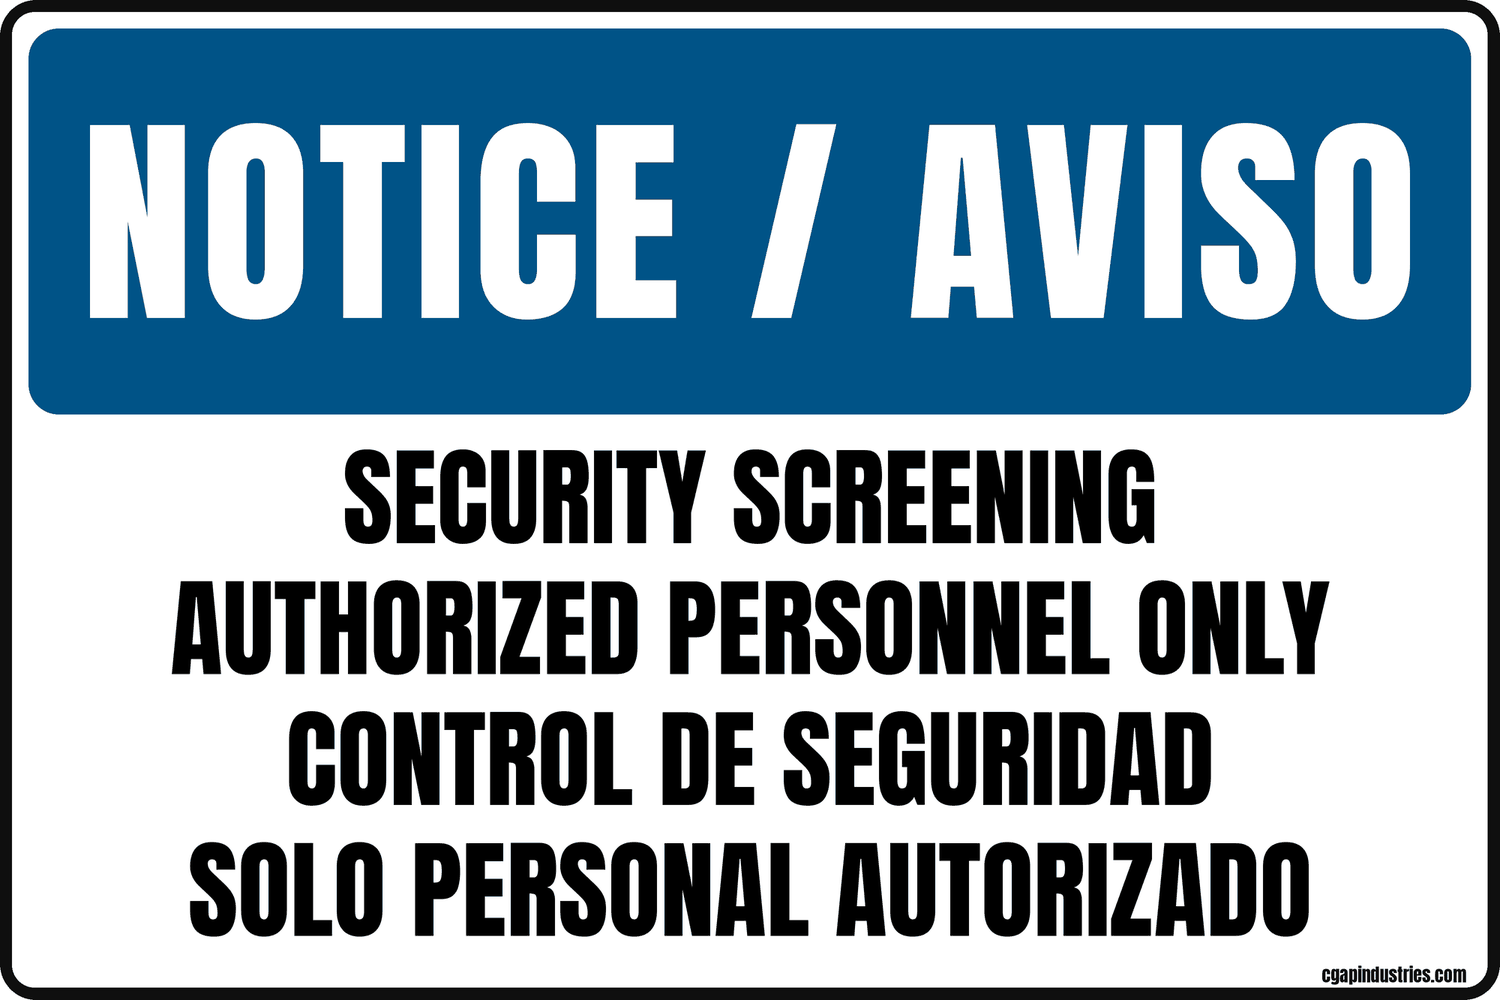 NOTICE / AVISO
SECURITY SCREENING
AUTHORIZED PERSONNEL ONLY
CONTROL DE SEGURIDAD
SOLO PERSONAL AUTORIZADO
cgapindustries.com